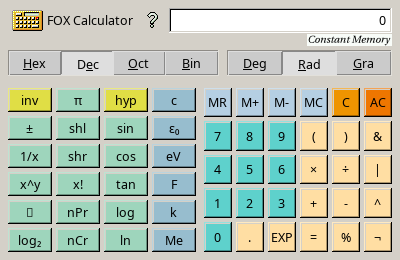 FOX Calculator ? 0
Constant Memory
Hex Dec Oct Bin Deg Rad Gra
inv π hyp c MR M+ M- MC C AC
± shl sin ε₀ 7 8 9 ( ) &
1/x shr cos eV 4 5 6 × ÷ |
x^y x! tan F 1 2 3 + - ^
nPr log k 0 . EXP = % ¬
log₂ nCr ln Me